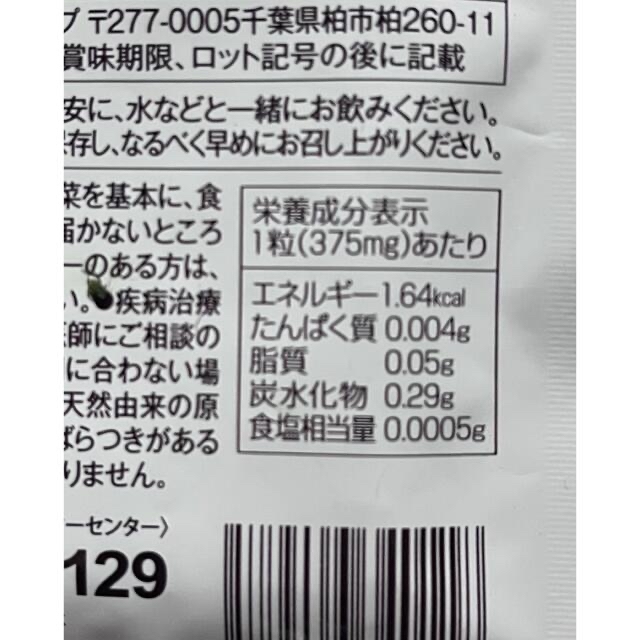 プ 〒277-0005千葉県柏市柏260-11
賞味期限、ロット記号の後に記載
安に、水などと一緒にお飲みください。
存し、なるべく早めにお召し上がりください。
菜を基本に、食
届かないところ
ーのある方は、
い。●疾病治療
医師にご相談の
に合わない場
天然由来の原
ばらつきがある
りません。
栄養成分表示
1粒(375mg)あたり
エネルギー 1.64kcal
たんぱく質 0.004g
脂質 0.05g
炭水化物 0.29g
食塩相当量 0.0005g
ーセンター〉
129